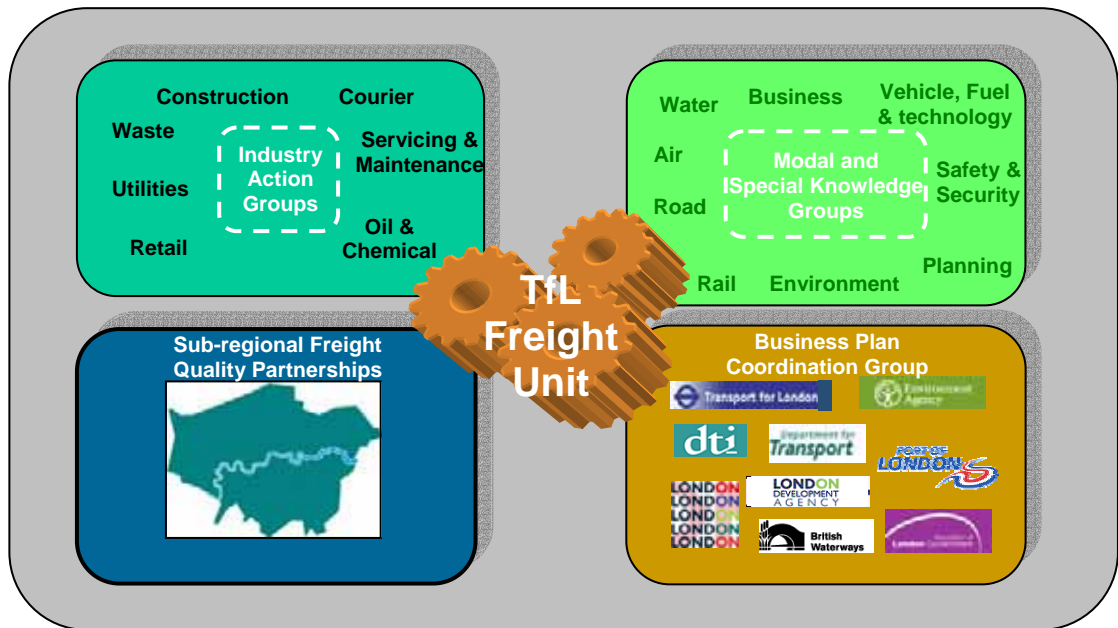 Construction
Courier
Waste
Servicing &
Maintenance
Industry
Action
Groups
Utilities
Retail
Oil &
Chemical
Water
Business
Vehicle, Fuel
& technology
Air
Modal and
Special Knowledge
Groups
Safety &
Security
Road
Rail
Environment
Planning
TfL
Freight
Unit
Sub-regional Freight
Quality Partnerships
Business Plan
Coordination Group
Transport for London
Environment
Agency
dti
Department for
Transport
PORT OF
LONDON
LONDON
LONDON
LONDON
LONDON
LONDON
LONDON
DEVELOPMENT
AGENCY
British
Waterways
London Government